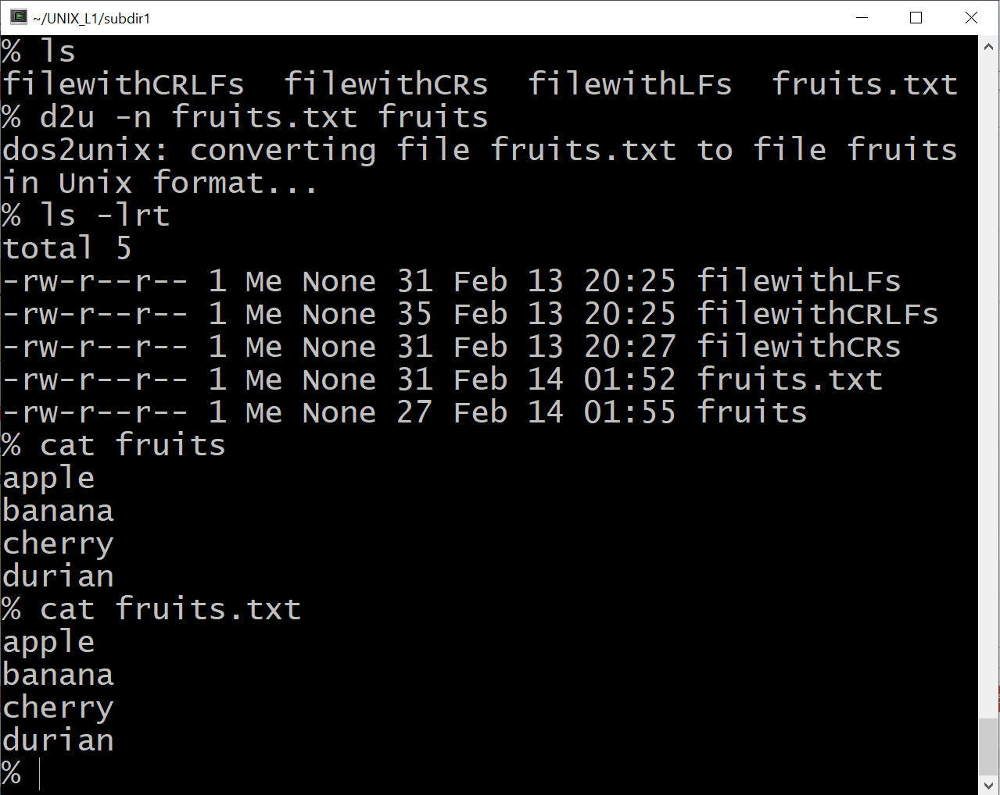 ~/UNIX_L1/subdir1
% ls
filewithCRLFs  filewithCRs  filewithLFs  fruits.txt
% d2u -n fruits.txt fruits
dos2unix: converting file fruits.txt to file fruits
in Unix format...
% ls -lrt
total 5
-rw-r--r-- 1 Me None 31 Feb 13 20:25 filewithLFs
-rw-r--r-- 1 Me None 35 Feb 13 20:25 filewithCRLFs
-rw-r--r-- 1 Me None 31 Feb 13 20:27 filewithCRs
-rw-r--r-- 1 Me None 31 Feb 14 01:52 fruits.txt
-rw-r--r-- 1 Me None 27 Feb 14 01:55 fruits
% cat fruits
apple
banana
cherry
durian
% cat fruits.txt
apple
banana
cherry
durian
%